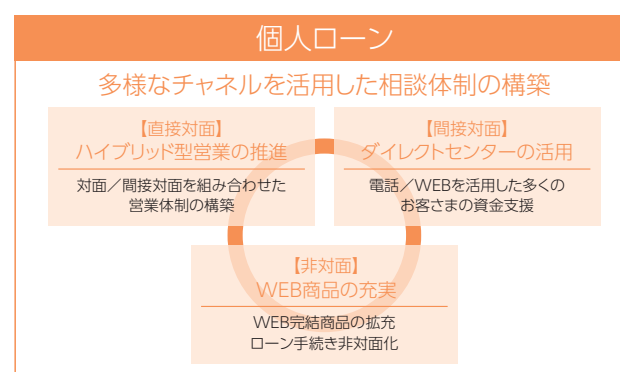 個人ローン
多様なチャネルを活用した相談体制の構築
【直接対面】
ハイブリッド型営業の推進
対面／間接対面を組み合わせた
営業体制の構築
【間接対面】
ダイレクトセンターの活用
電話／WEBを活用した多くの
お客さまの資金支援
【非対面】
WEB商品の充実
WEB完結商品の拡充
ローン手続き非対面化